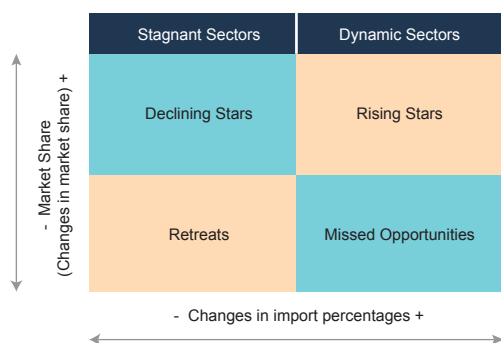 Stagnant Sectors
Dynamic Sectors
- Market Share
(Changes in market share) +
Declining Stars
Rising Stars
Retreats
Missed Opportunities
- Changes in import percentages +